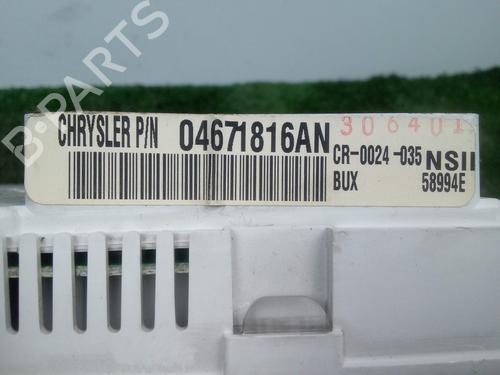 B-PARTS
CHRYSLER P/N 04671816AN 306401
CR-0024-035 NSII
BUX 58994E